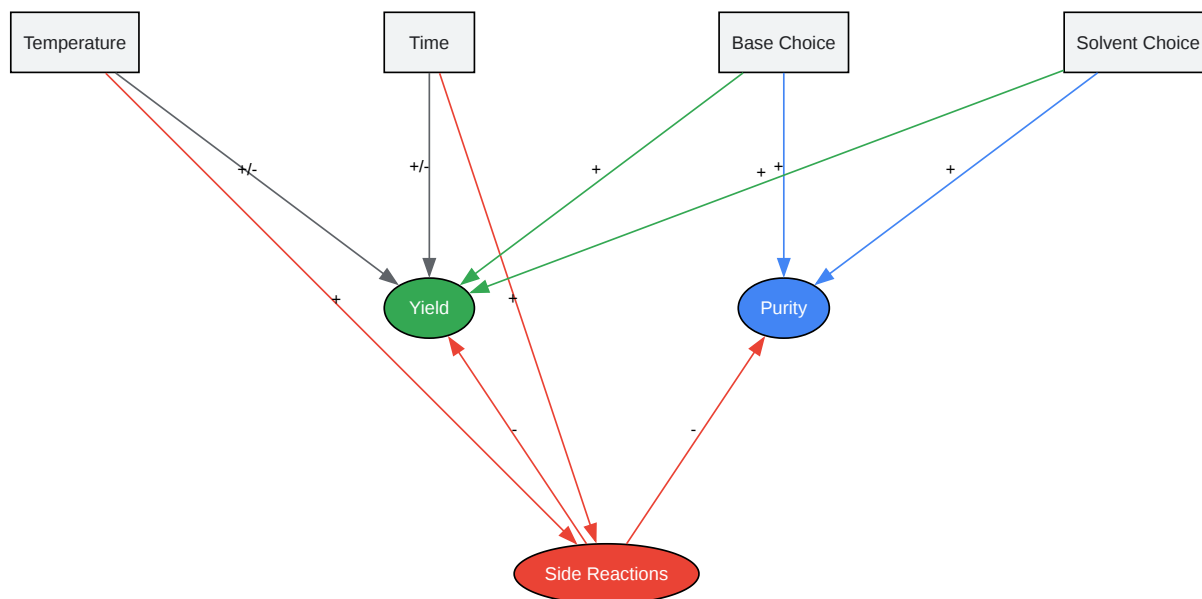 Temperature
Time
Base Choice
Solvent Choice
+/-
+/-
+
+
+
+
Yield
Purity
+
+
-
-
Side Reactions